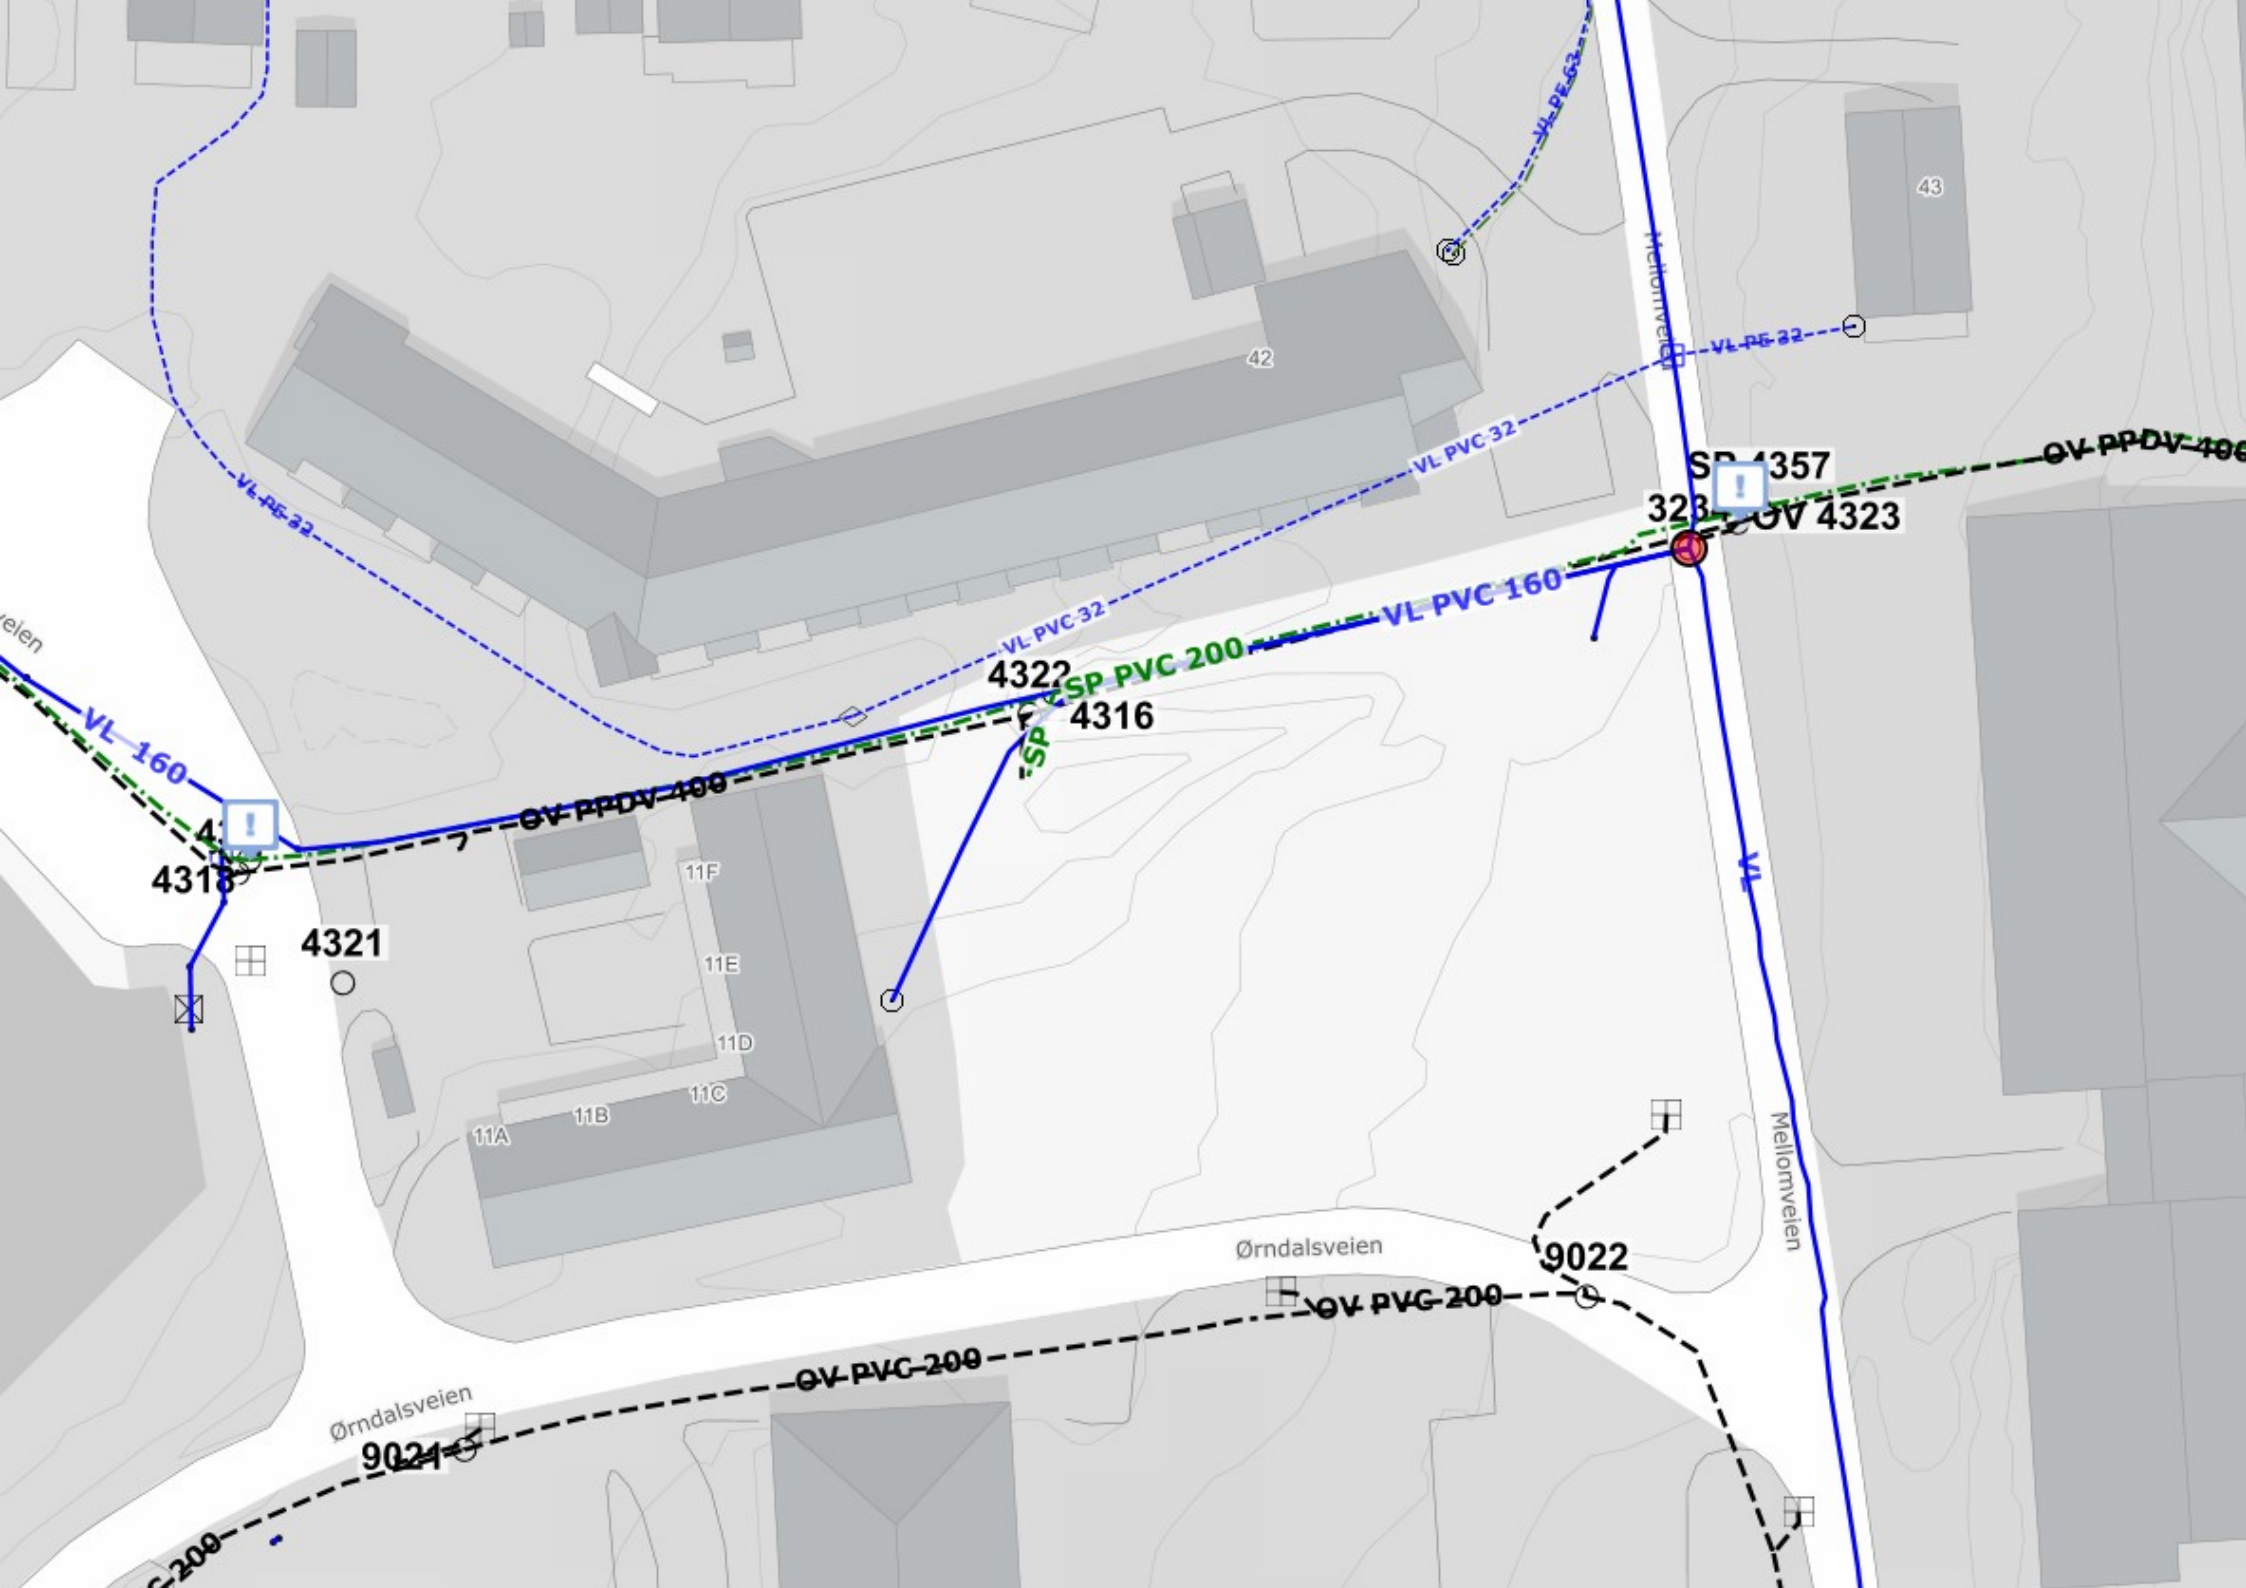 VL PE 63
43
Mellomveien
VL PE 32
42
VL PVC 32
OV PPDV 400
SP 4357
!
OV 4323
VL PE 32
VL PVC 160
VL PVC 32
SP PVC 200
4322
4316
SP
veien
VL 160
OV PPDV 400
!
4318
VL
11F
4321
11E
11D
11C
11B
11A
Mellomveien
Ørndalsveien
9022
OV PVC 200
OV PVC 200
Ørndalsveien
9021
200